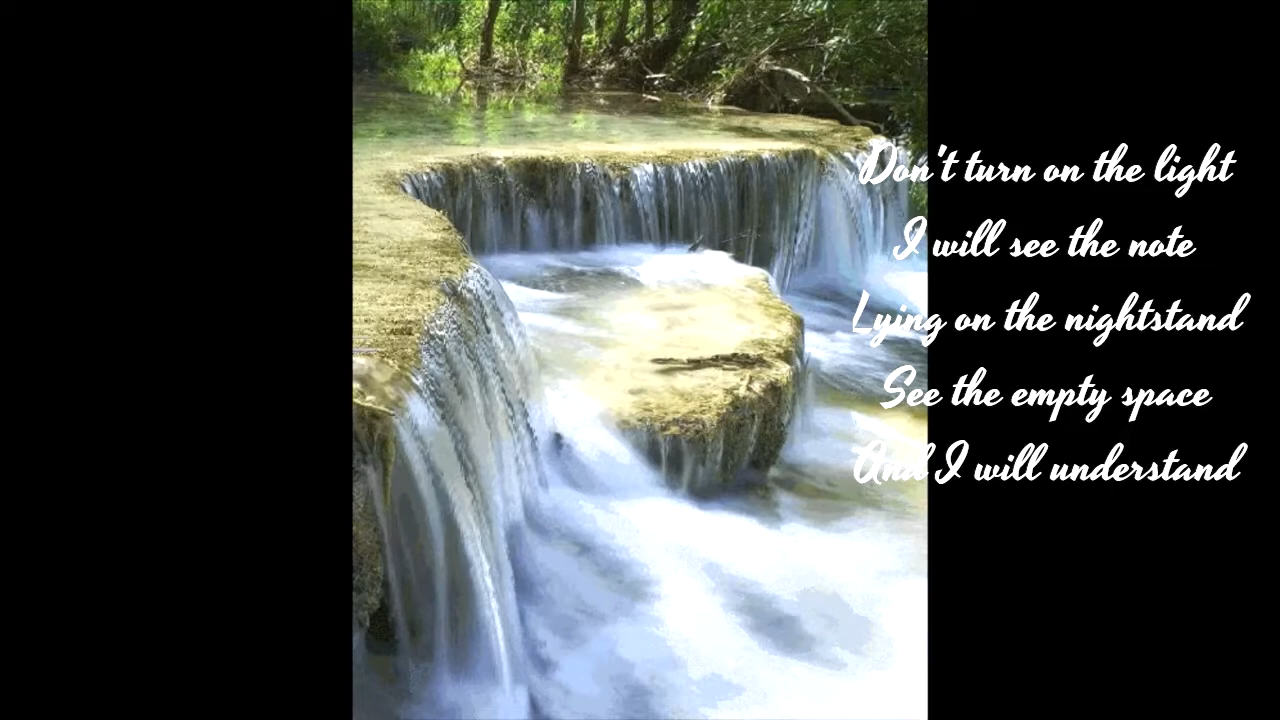 Don't turn on the light
I will see the note
Lying on the nightstand
See the empty space
And I will understand